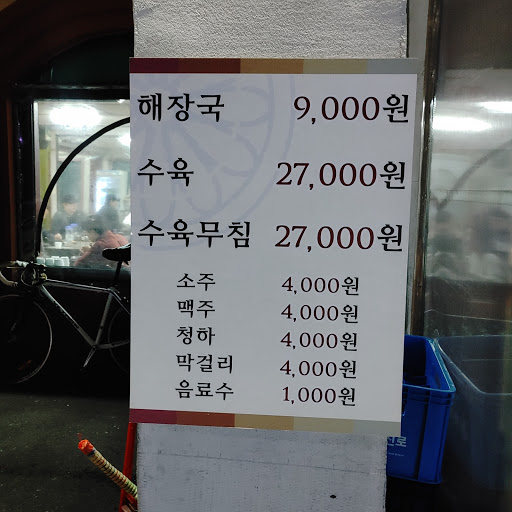 해장국 9,000원
수육 27,000원
수육무침 27,000원
소주 4,000원
맥주 4,000원
청하 4,000원
막걸리 4,000원
음료수 1,000원